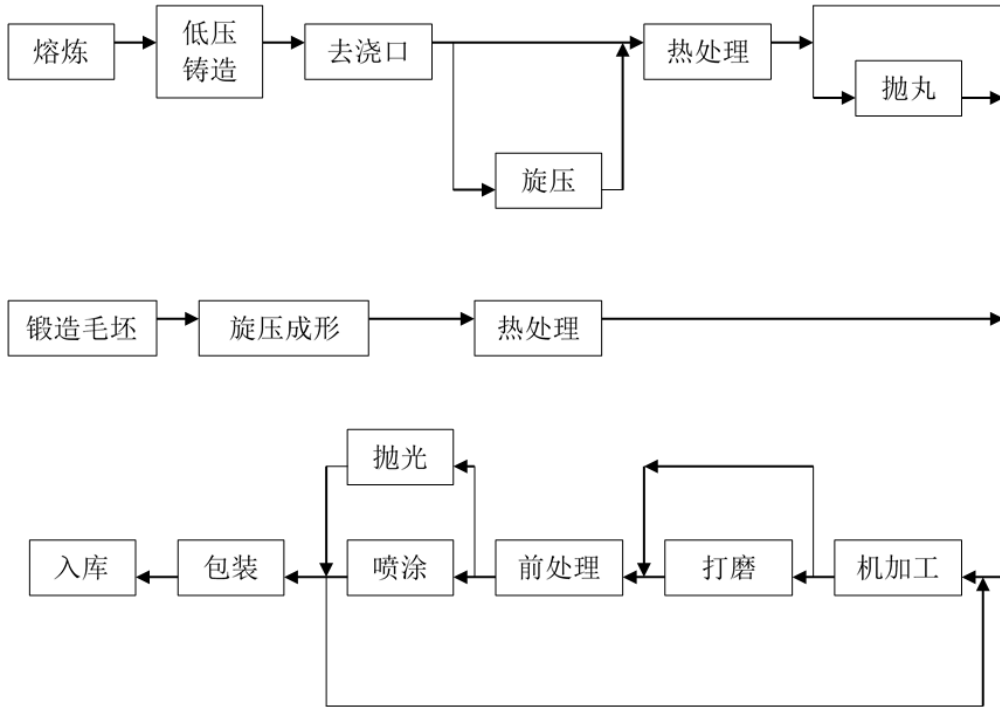 熔炼
低压
铸造
去浇口
热处理
抛丸
旋压
锻造毛坯
旋压成形
热处理
抛光
入库
包装
喷涂
前处理
打磨
机加工